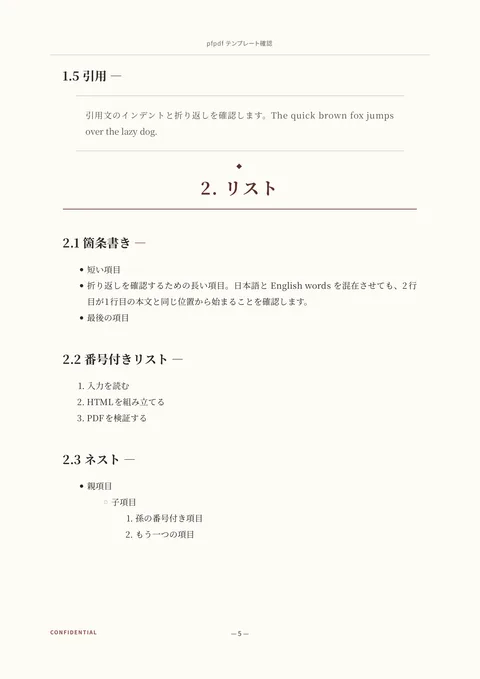 pfpdf テンプレート確認
1.5 引用 —
引用文のインデントと折り返しを確認します。The quick brown fox jumps
over the lazy dog.
2. リスト
2.1 箇条書き —
• 短い項目
• 折り返しを確認するための長い項目。日本語と English words を混在させても、2行
目が1行目の本文と同じ位置から始まることを確認します。
• 最後の項目
2.2 番号付きリスト —
1. 入力を読む
2. HTMLを組み立てる
3. PDFを検証する
2.3 ネスト —
• 親項目
○ 子項目
1. 孫の番号付き項目
2. もう一つの項目
CONFIDENTIAL
— 5 —